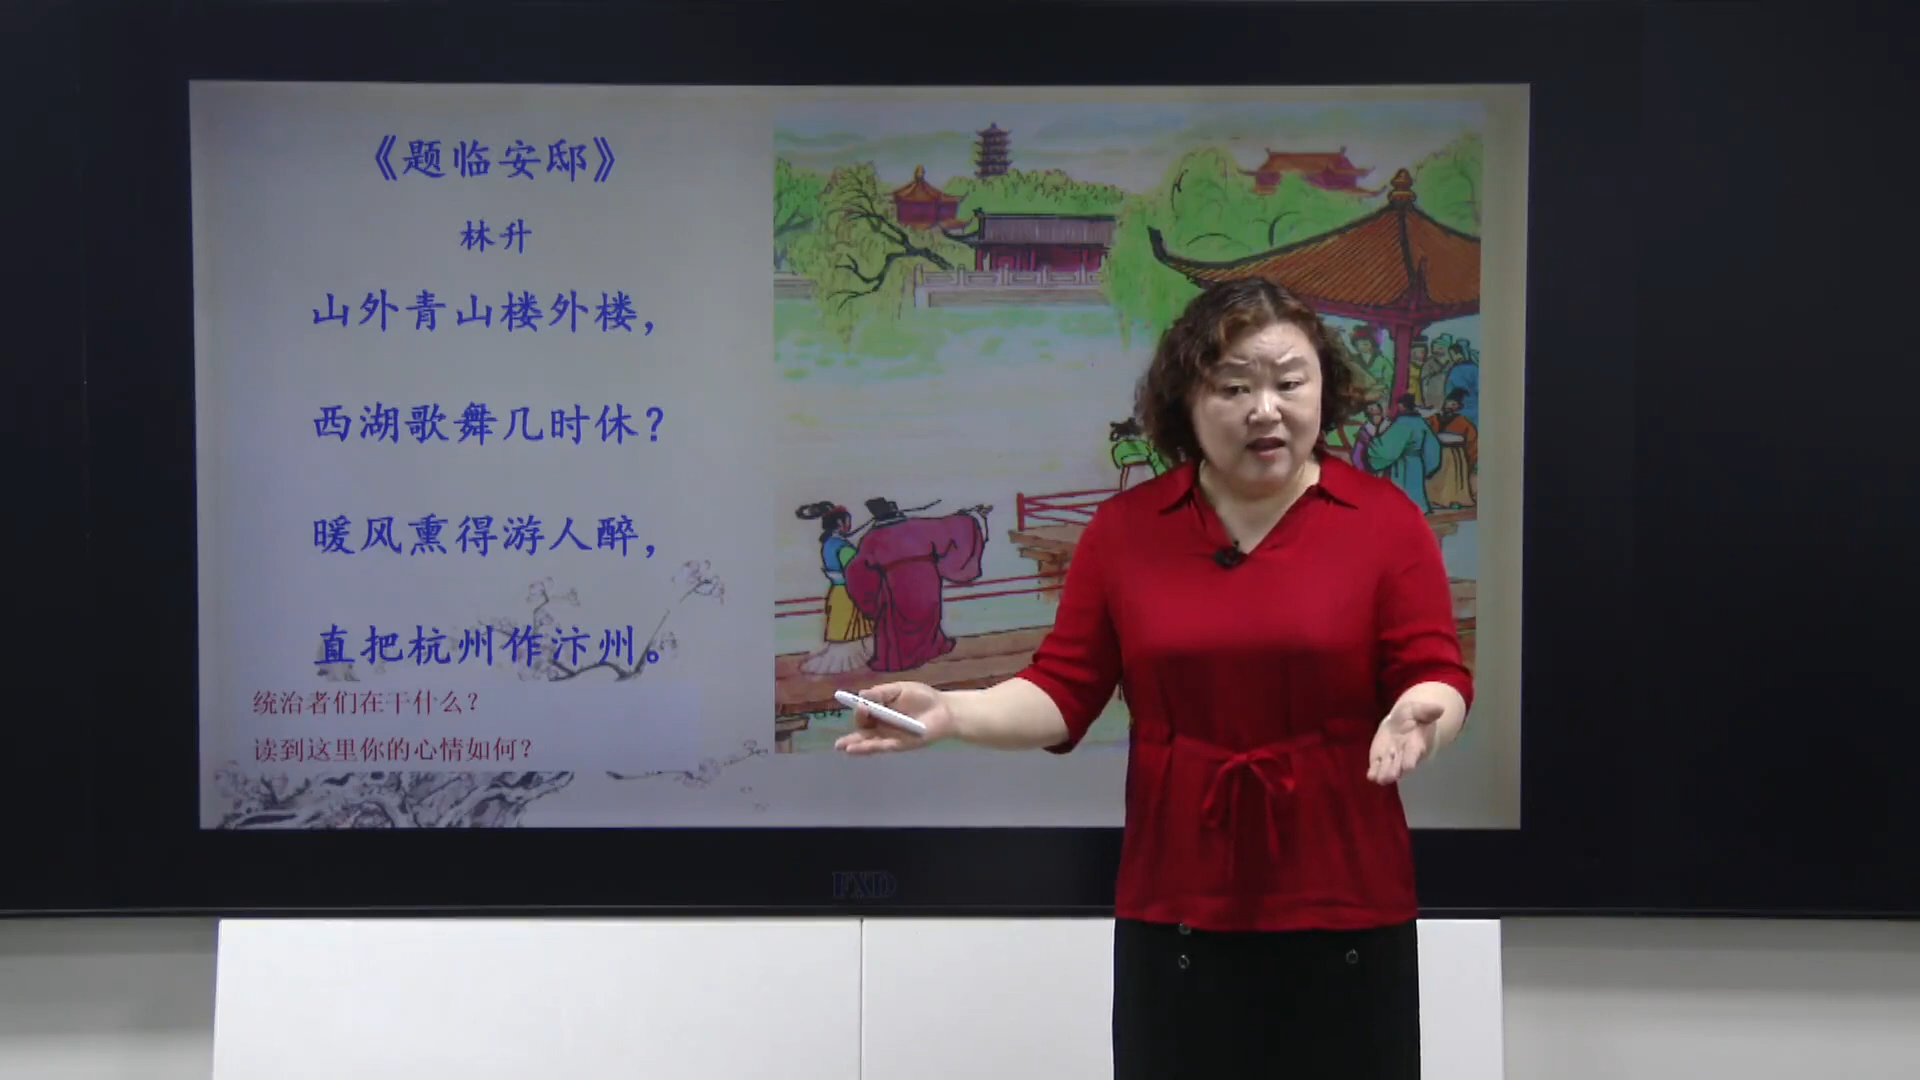 《题临安邸》
林升
山外青山楼外楼，
西湖歌舞几时休？
暖风熏得游人醉，
直把杭州作汴州。
统治者们在干什么？
读到这里你的心情如何？
FXD